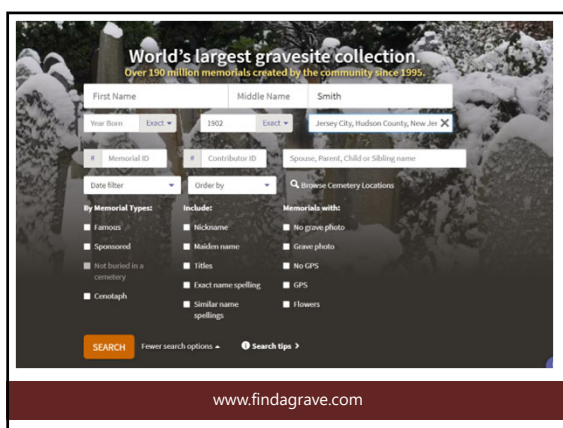 World's largest gravesite collection.
Over 190 million memorials created by the community since 1995.
First Name Middle Name Smith
Year Born Exact 1902 Exact Jersey City, Hudson County, New Jer
# Memorial ID # Contributor ID Spouse, Parent, Child or Sibling name
Date filter Order by Browse Cemetery Locations
By Memorial Types: Include: Memorials with:
Famous Nickname No grave photo
Sponsored Maiden name Grave photo
Not buried in a Titles No GPS
cemetery Exact name spelling GPS
Cenotaph Similar name Flowers
spellings
SEARCH Fewer search options Search tips
www.findagrave.com